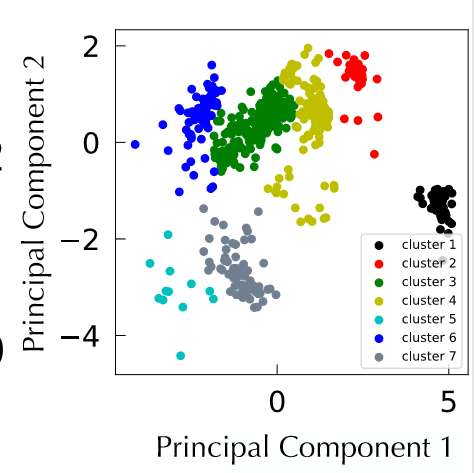 Principal Component 2
2
0
−2
−4
cluster 1
cluster 2
cluster 3
cluster 4
cluster 5
cluster 6
cluster 7
0
5
Principal Component 1